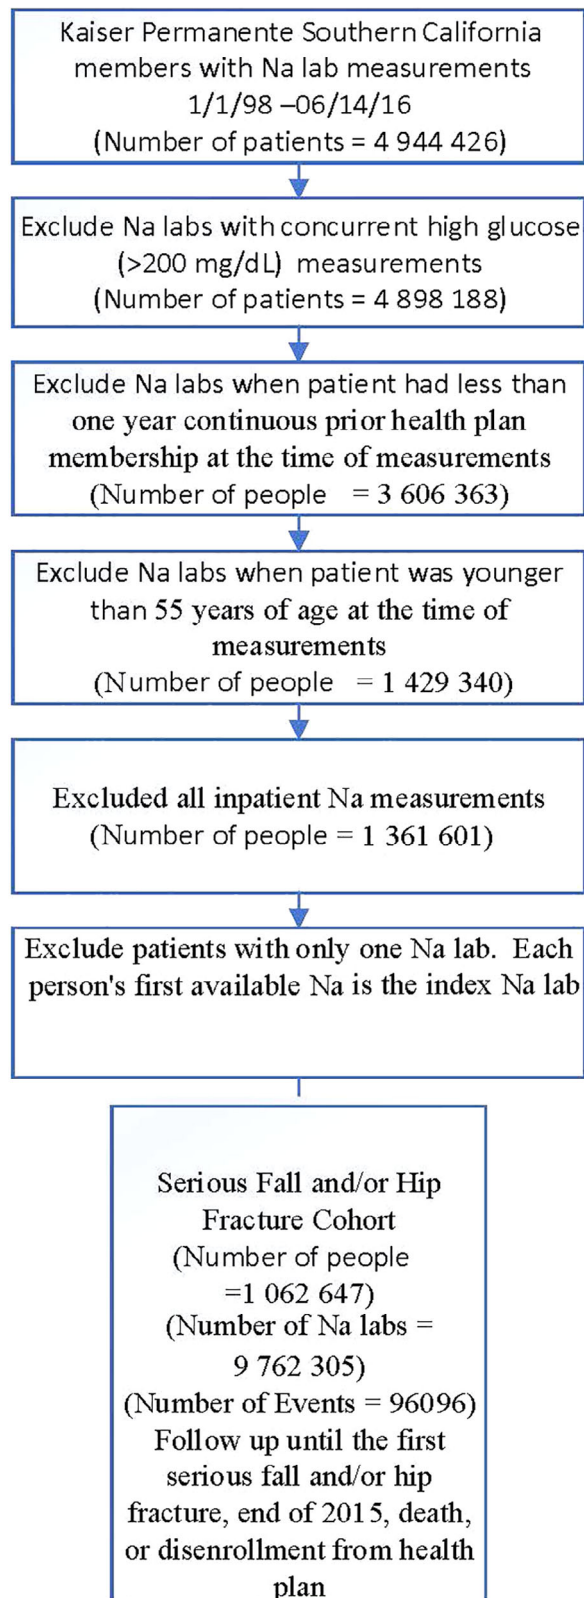 Kaiser Permanente Southern California
members with Na lab measurements
1/1/98 –06/14/16
(Number of patients = 4 944 426)
Exclude Na labs with concurrent high glucose
(>200 mg/dL) measurements
(Number of patients = 4 898 188)
Exclude Na labs when patient had less than
one year continuous prior health plan
membership at the time of measurements
(Number of people = 3 606 363)
Exclude Na labs when patient was younger
than 55 years of age at the time of
measurements
(Number of people = 1 429 340)
Excluded all inpatient Na measurements
(Number of people = 1 361 601)
Exclude patients with only one Na lab. Each
person's first available Na is the index Na lab
Serious Fall and/or Hip
Fracture Cohort
(Number of people
=1 062 647)
(Number of Na labs =
9 762 305)
(Number of Events = 96096)
Follow up until the first
serious fall and/or hip
fracture, end of 2015, death,
or disenrollment from health
plan